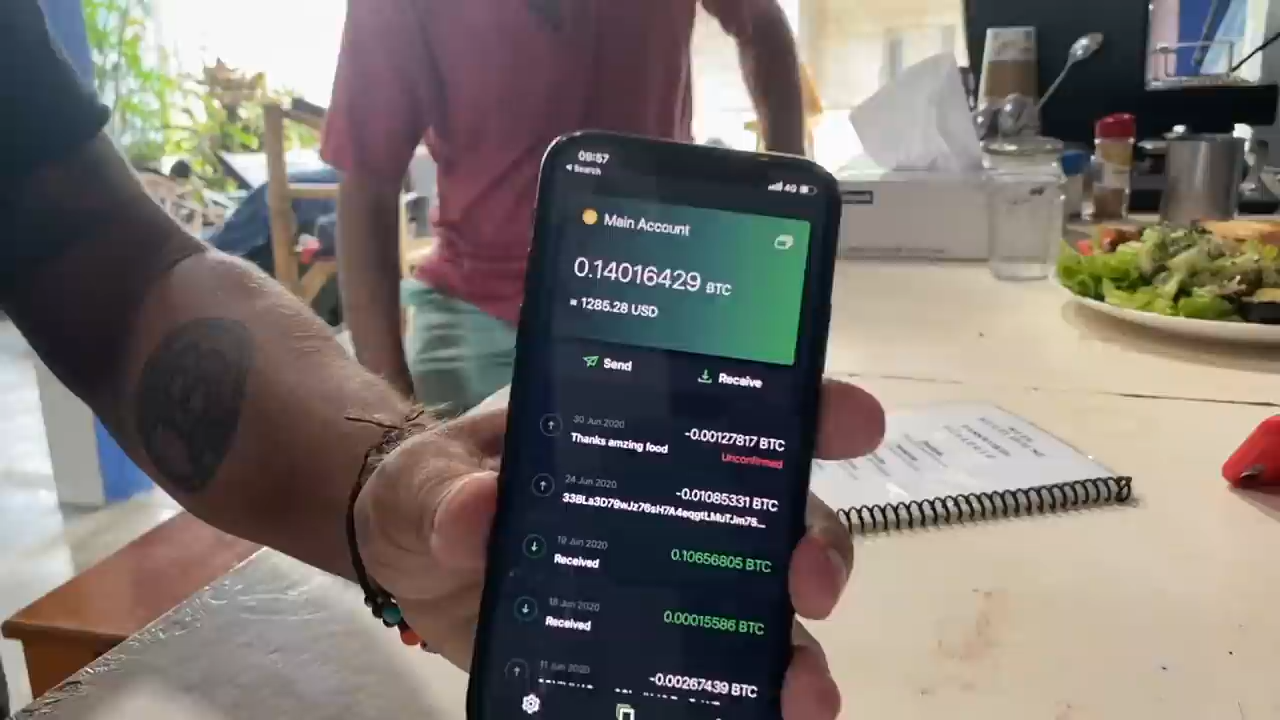 09:57
Search
4G
Main Account
0.14016429 BTC
≈ 1285.28 USD
Send
Receive
30 Jun 2020
-0.00127817 BTC
Thanks amzing food
Unconfirmed
24 Jun 2020
-0.01085331 BTC
33BLa3D79wJz76sH7A4eqgtLMuTJm75...
19 Jun 2020
0.10656805 BTC
Received
18 Jun 2020
0.00015586 BTC
Received
11 Jun 2020
-0.00267439 BTC